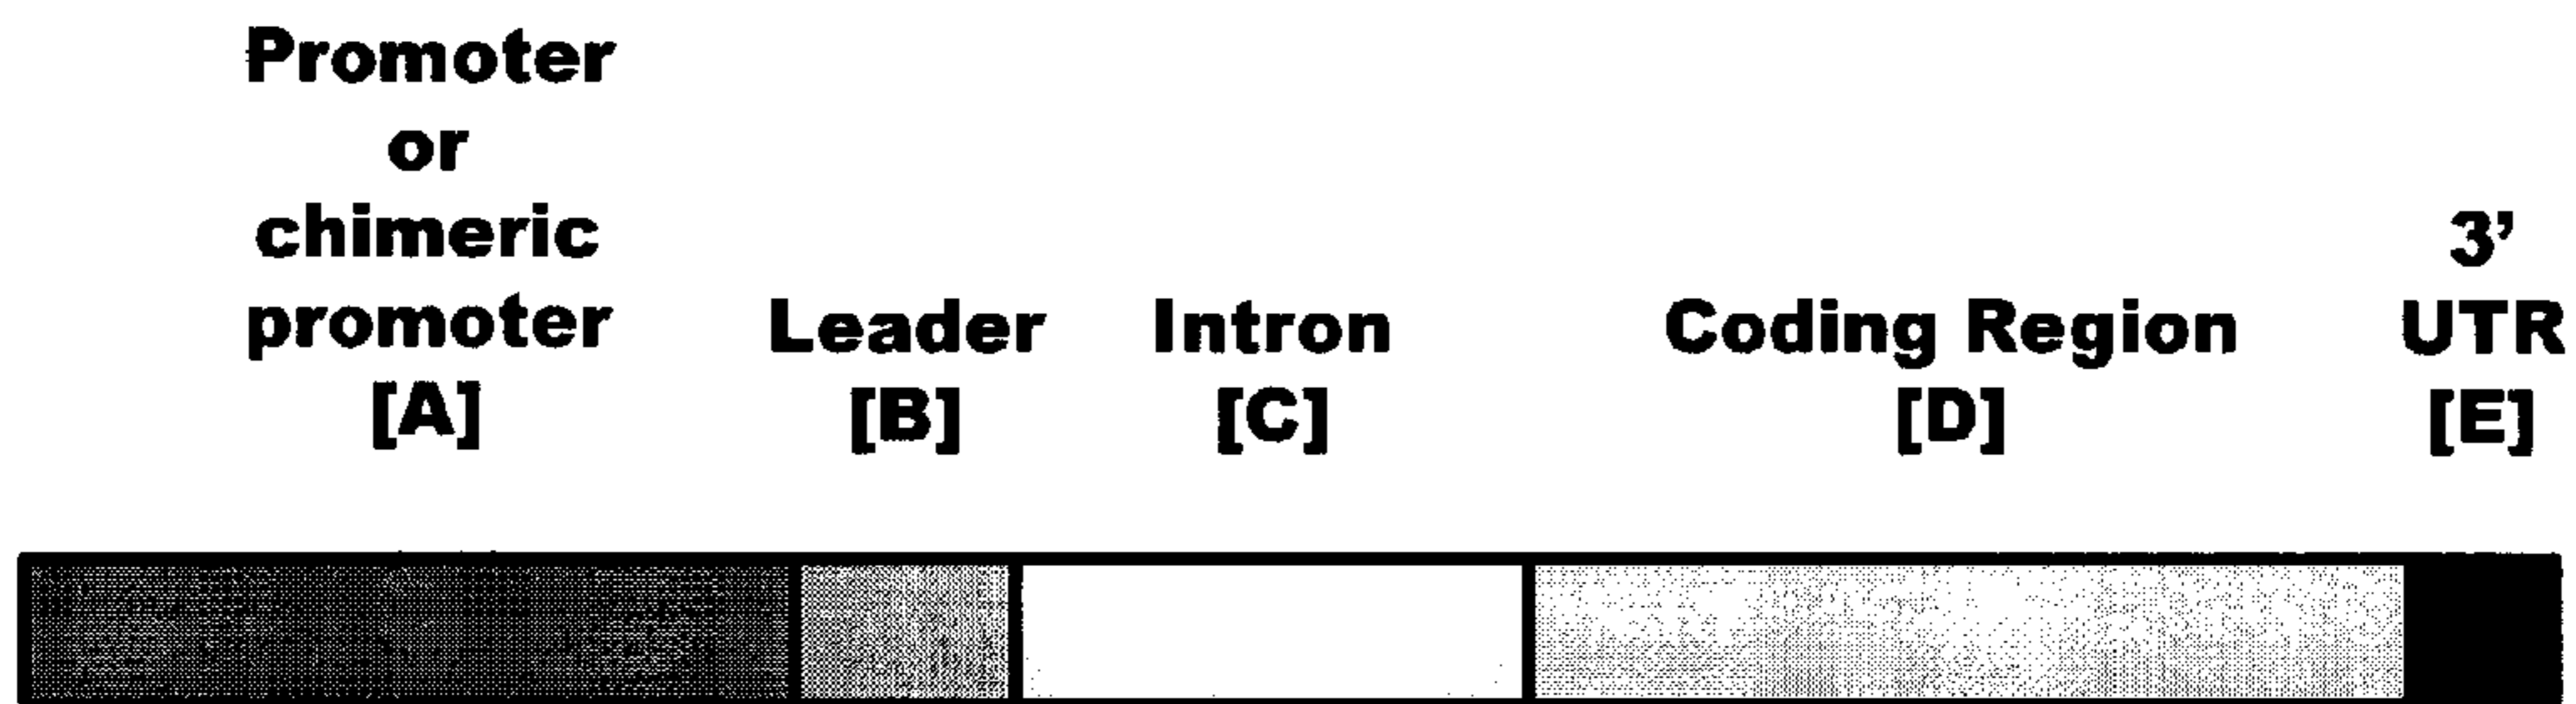 Promoter
or
chimeric
promoter
[A]
Leader
[B]
Intron
[C]
Coding Region
[D]
3’
UTR
[E]